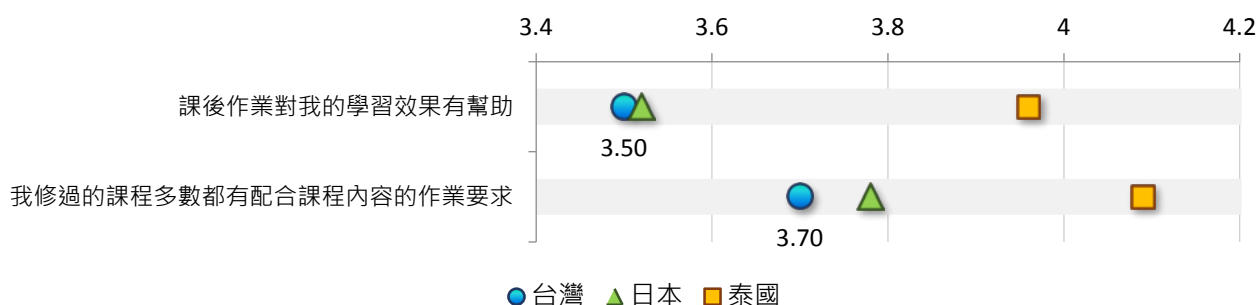 3.4 3.6 3.8 4 4.2
課後作業對我的學習效果有幫助
3.50
我修過的課程多數都有配合課程內容的作業要求
3.70
台灣 日本 泰國